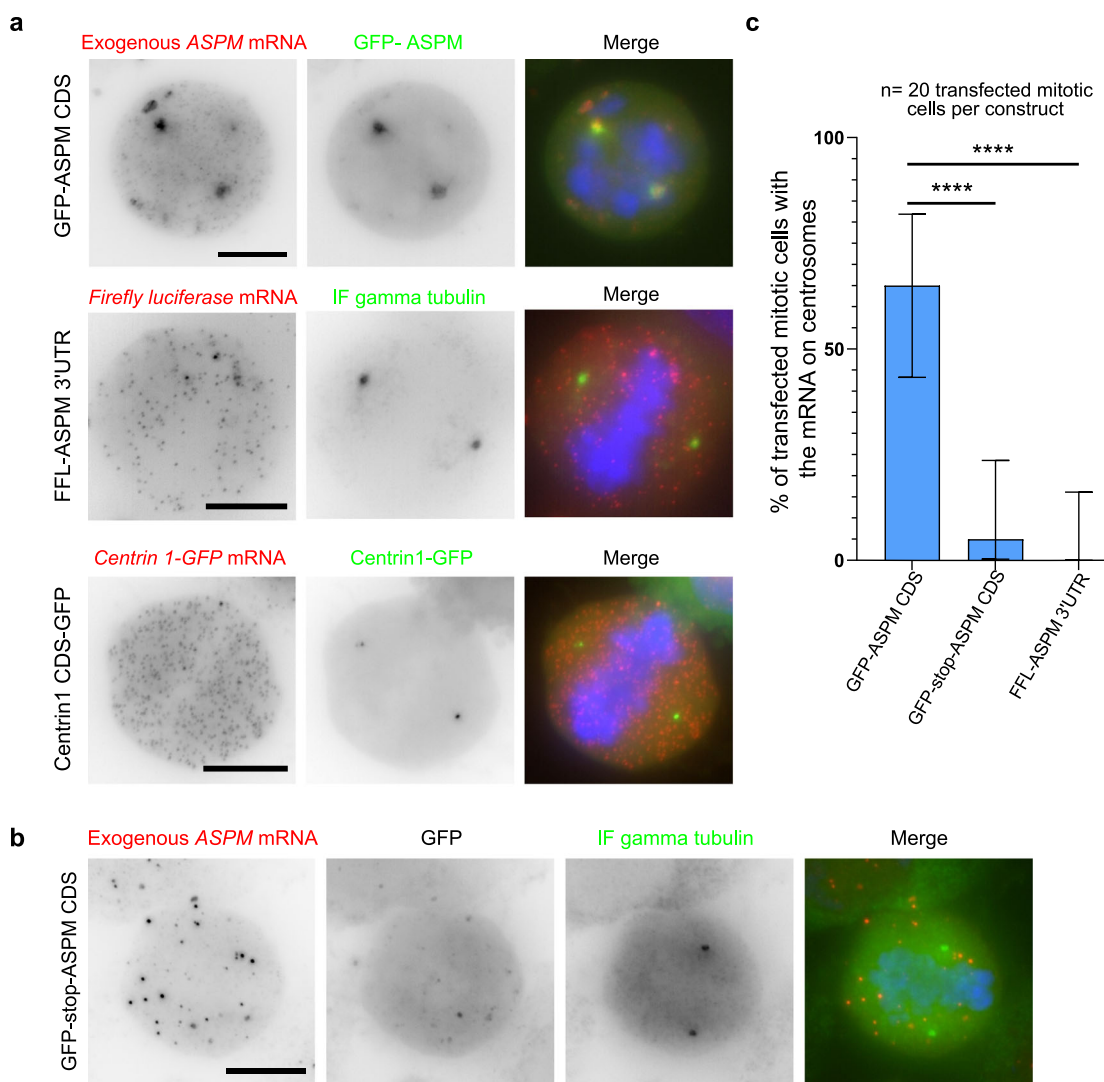 a
Exogenous ASPM mRNA
GFP- ASPM
Merge
GFP-ASPM CDS
Firefly luciferase mRNA
IF gamma tubulin
Merge
FFL-ASPM 3'UTR
Centrin 1-GFP mRNA
Centrin1-GFP
Merge
Centrin1 CDS-GFP
b
Exogenous ASPM mRNA
GFP
IF gamma tubulin
Merge
GFP-stop-ASPM CDS
c
n= 20 transfected mitotic
cells per construct
% of transfected mitotic cells with
the mRNA on centrosomes
100
50
0
****
****
GFP-ASPM CDS
GFP-stop-ASPM CDS
FFL-ASPM 3'UTR